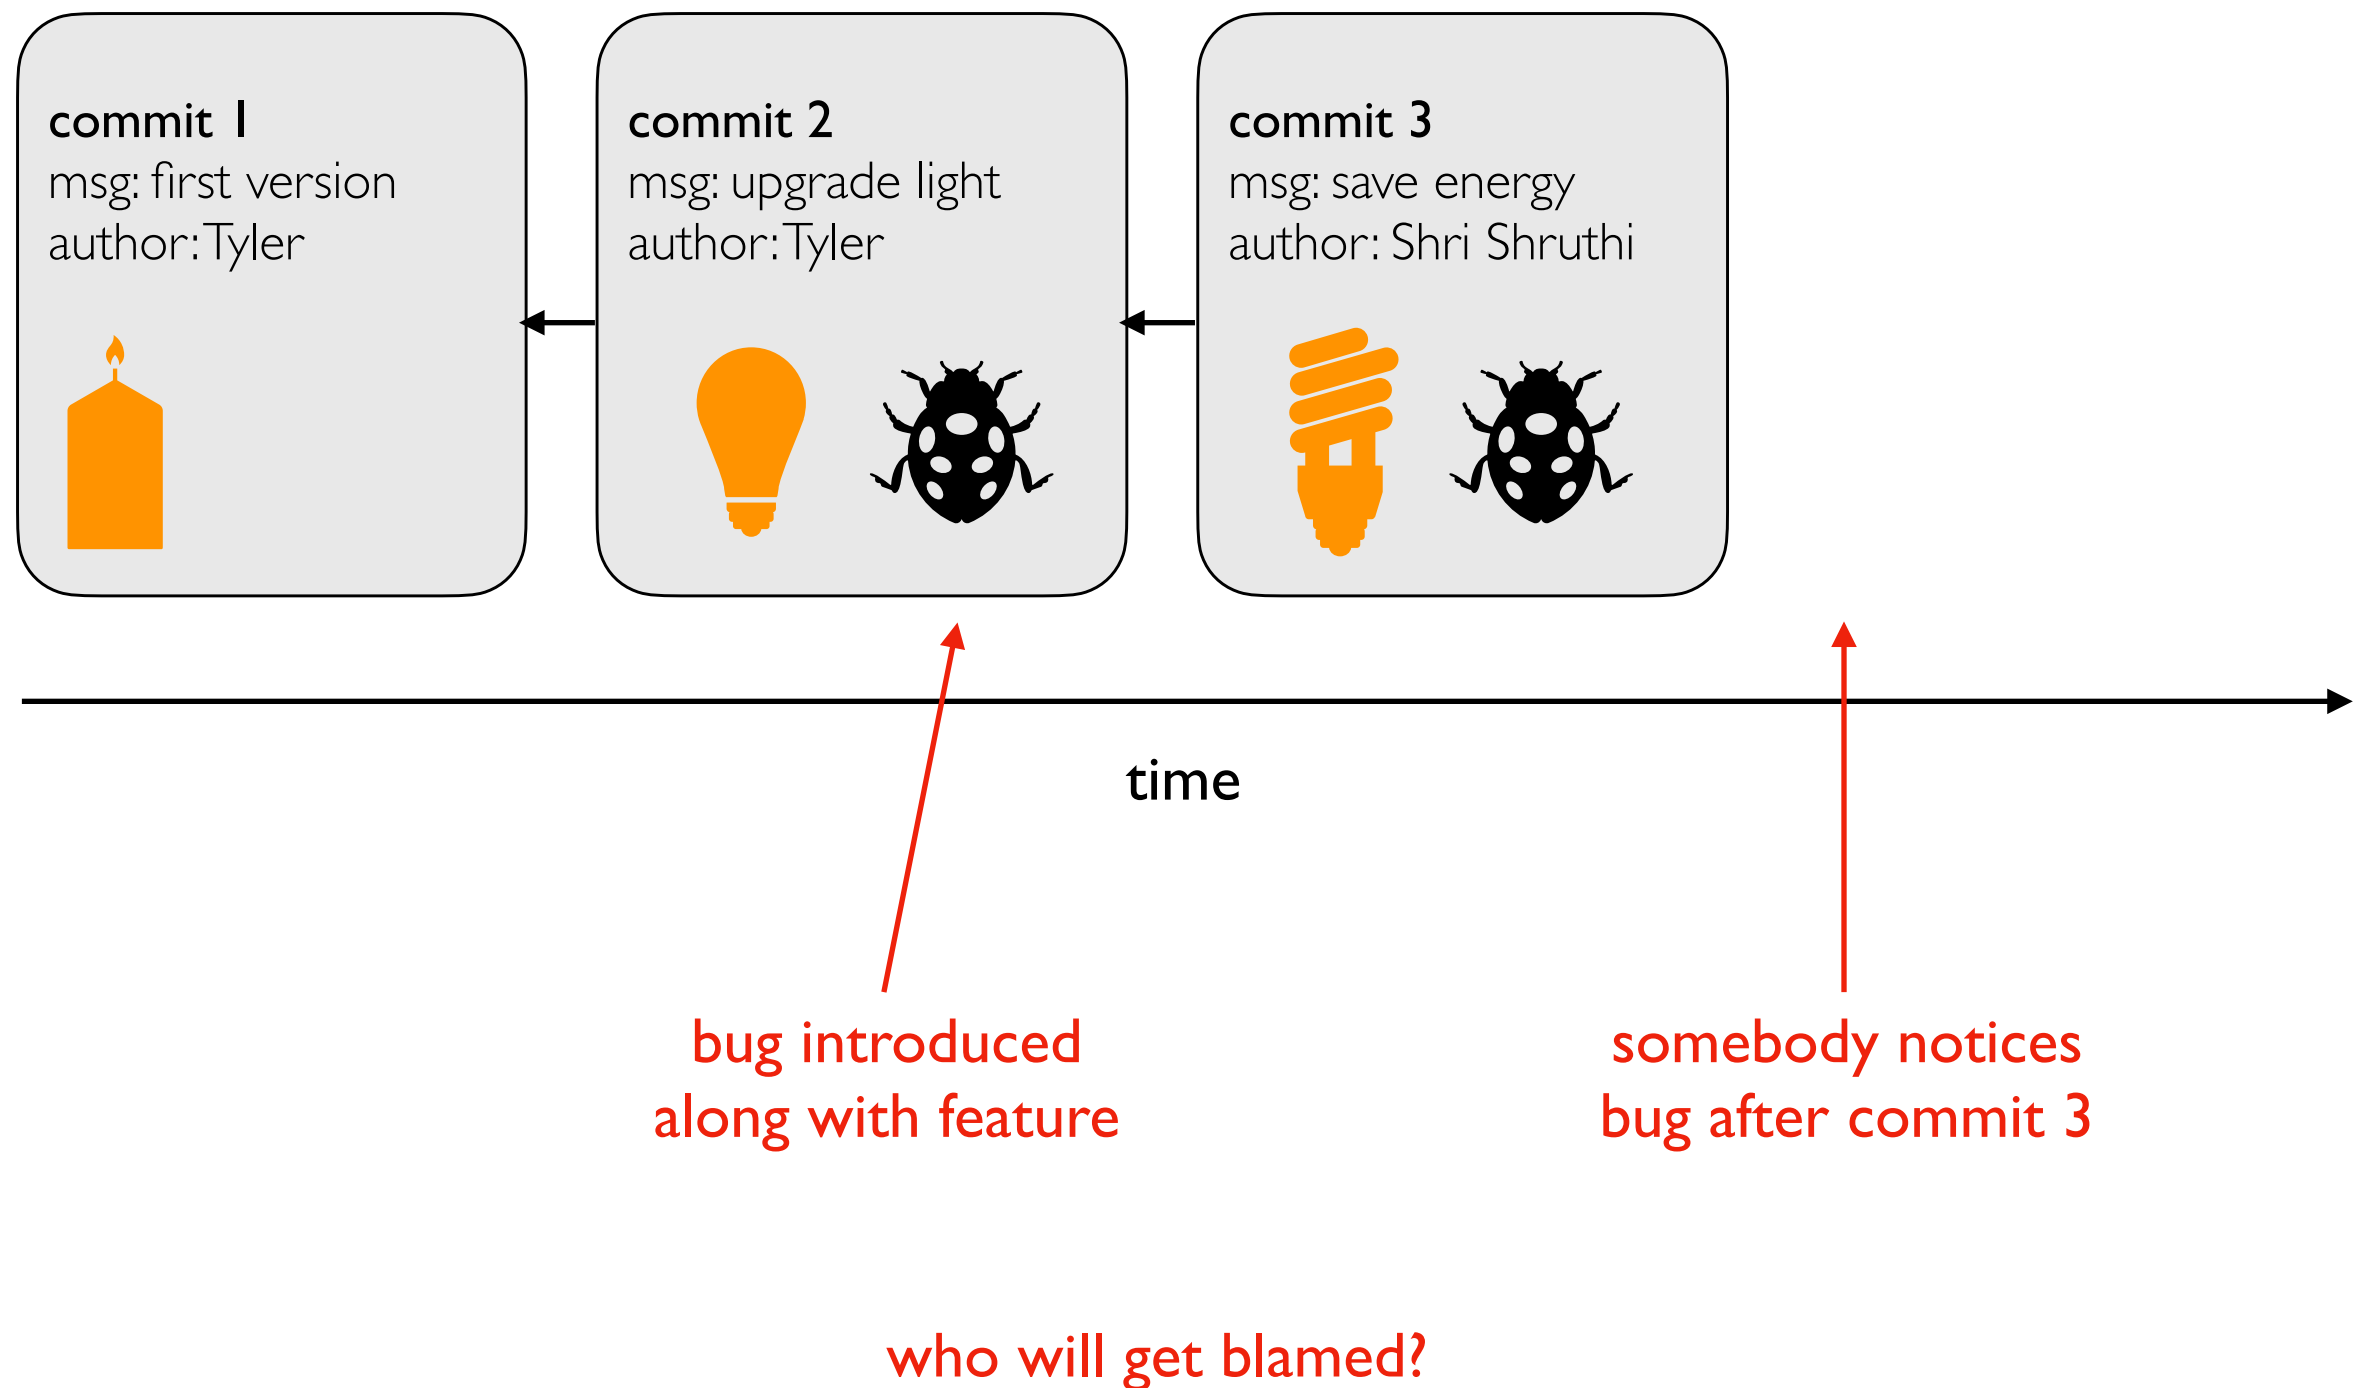 commit 1
msg: first version
author: Tyler
commit 2
msg: upgrade light
author: Tyler
commit 3
msg: save energy
author: Shri Shruthi
time
bug introduced
along with feature
somebody notices
bug after commit 3
who will get blamed?